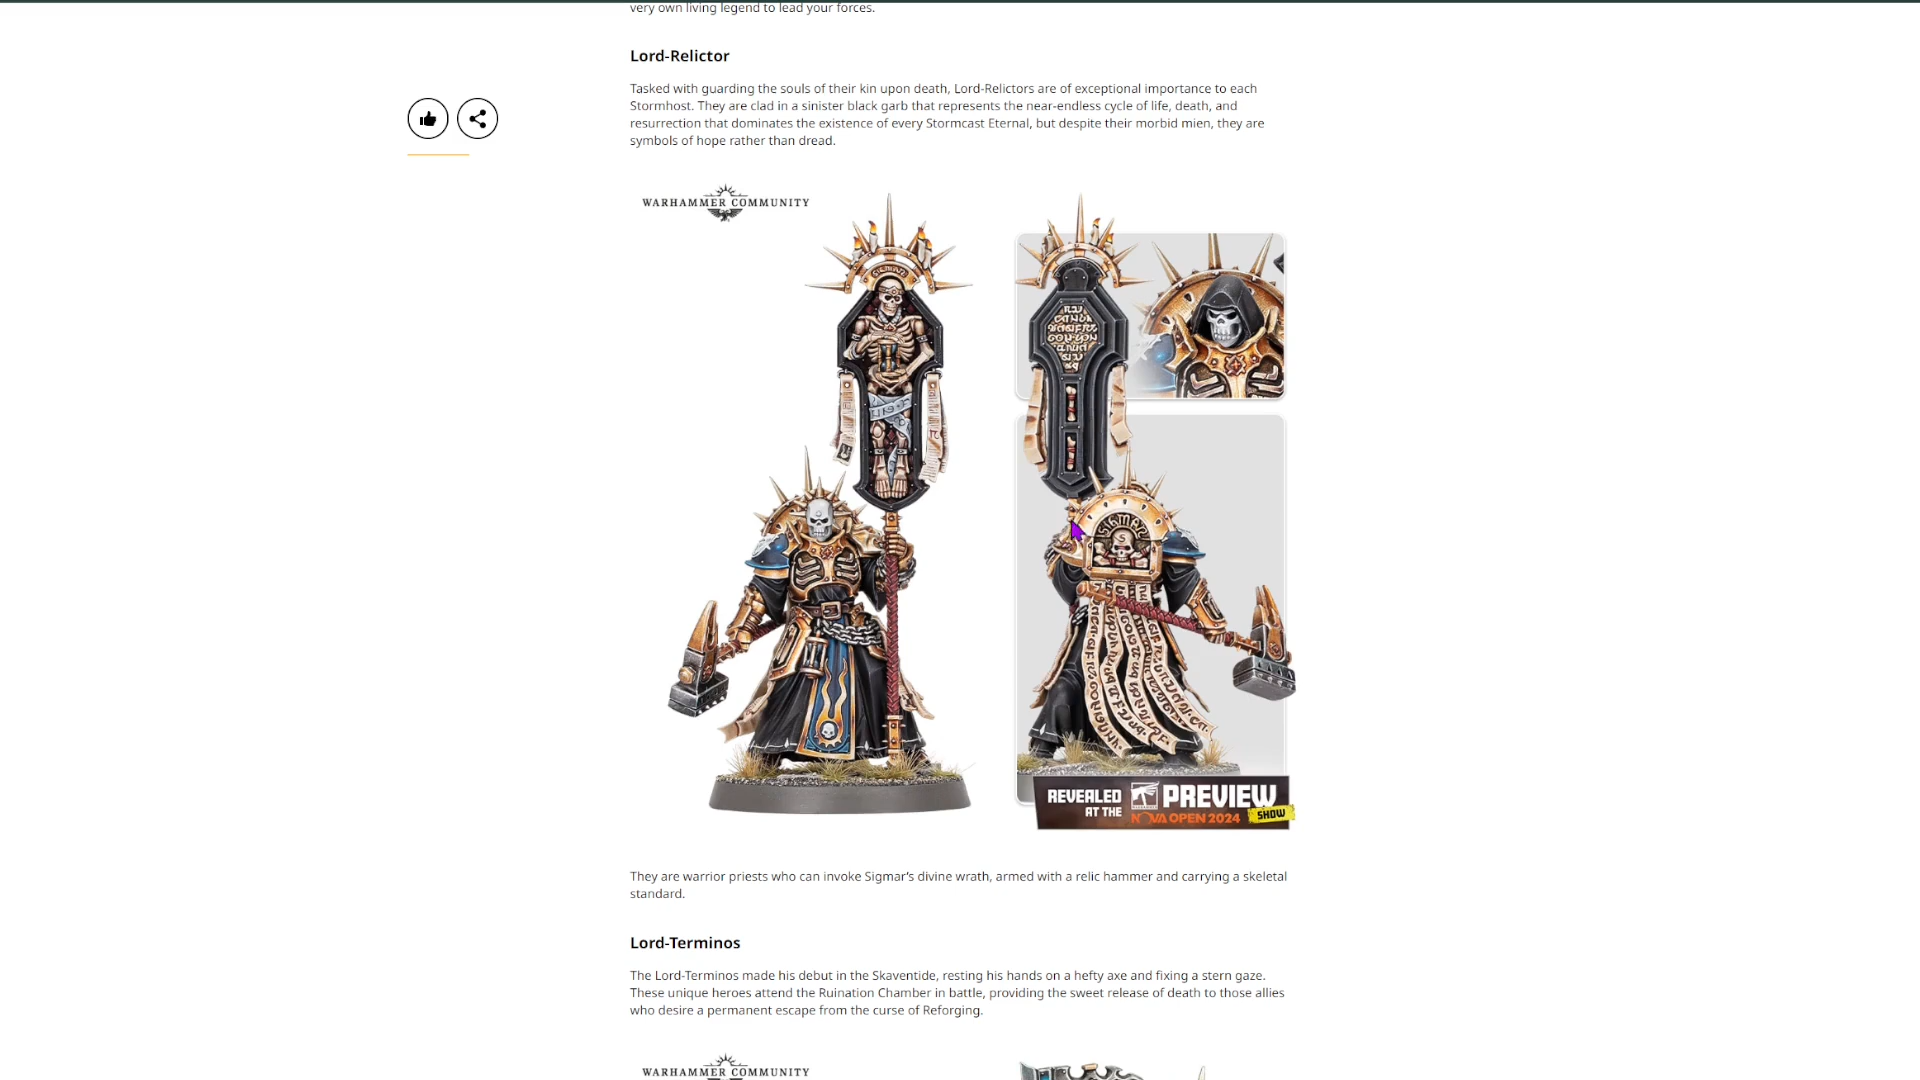 very own living legend to lead your forces.
Lord-Relictor
Tasked with guarding the souls of their kin upon death, Lord-Relictors are of exceptional importance to each
Stormhost. They are clad in a sinister black garb that represents the near-endless cycle of life, death, and
resurrection that dominates the existence of every Stormcast Eternal, but despite their morbid mien, they are
symbols of hope rather than dread.
WARHAMMER COMMUNITY
SIGMAR
SIGMAR
REVEALED
AT THE
PREVIEW
NOVA OPEN 2024
SHOW
They are warrior priests who can invoke Sigmar's divine wrath, armed with a relic hammer and carrying a skeletal
standard.
Lord-Terminos
The Lord-Terminos made his debut in the Skaventide, resting his hands on a hefty axe and fixing a stern gaze.
These unique heroes attend the Ruination Chamber in battle, providing the sweet release of death to those allies
who desire a permanent escape from the curse of Reforging.
WARHAMMER COMMUNITY